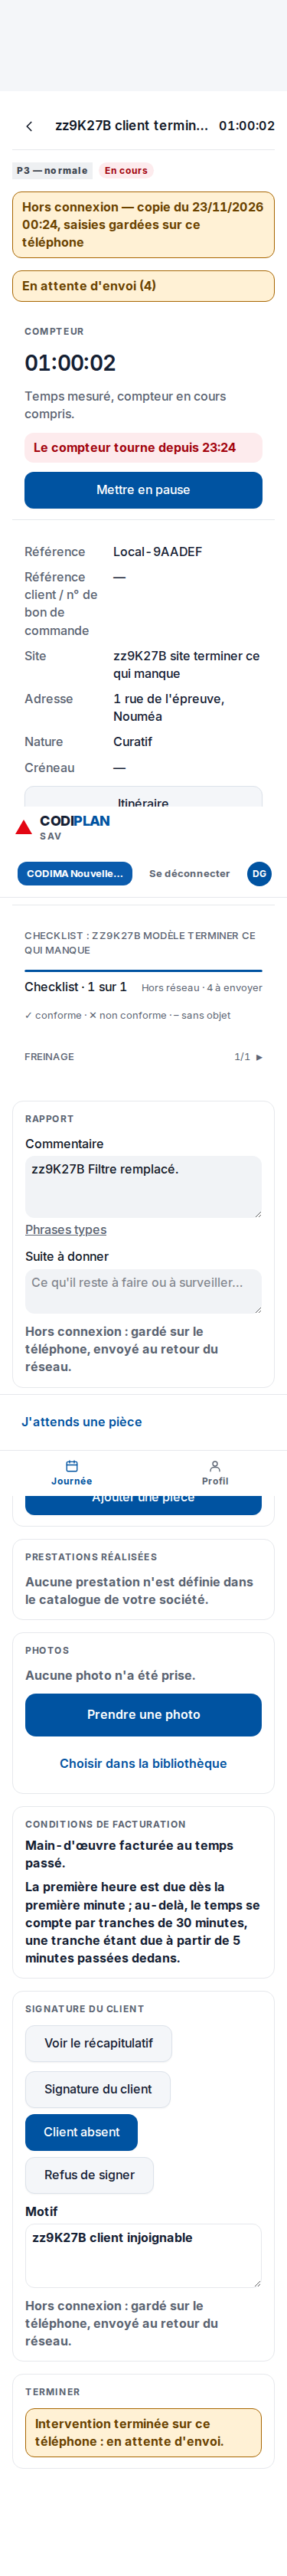 zz9K27B client termin... 01:00:02
P3 — normale En cours
Hors connexion — copie du 23/11/2026
00:24, saisies gardées sur ce
téléphone
En attente d'envoi (4)
COMPTEUR
01:00:02
Temps mesuré, compteur en cours
compris.
Le compteur tourne depuis 23:24
Mettre en pause
Référence Local-9AADEF
Référence —
client / n° de
bon de
commande
Site zz9K27B site terminer ce
qui manque
Adresse 1 rue de l'épreuve,
Nouméa
Nature Curatif
Créneau —
Itinéraire
CODIPLAN
SAV
CODIMA Nouvelle... Se déconnecter DG
CHECKLIST : ZZ9K27B MODÈLE TERMINER CE
QUI MANQUE
Checklist · 1 sur 1 Hors réseau · 4 à envoyer
✓ conforme · ✕ non conforme · – sans objet
FREINAGE 1/1 ▸
RAPPORT
Commentaire
zz9K27B Filtre remplacé.
Phrases types
Suite à donner
Ce qu'il reste à faire ou à surveiller...
Hors connexion : gardé sur le
téléphone, envoyé au retour du
réseau.
J'attends une pièce
Journée Profil
Ajouter une pièce
PRESTATIONS RÉALISÉES
Aucune prestation n'est définie dans
le catalogue de votre société.
PHOTOS
Aucune photo n'a été prise.
Prendre une photo
Choisir dans la bibliothèque
CONDITIONS DE FACTURATION
Main-d'œuvre facturée au temps
passé.
La première heure est due dès la
première minute ; au-delà, le temps se
compte par tranches de 30 minutes,
une tranche étant due à partir de 5
minutes passées dedans.
SIGNATURE DU CLIENT
Voir le récapitulatif
Signature du client
Client absent
Refus de signer
Motif
zz9K27B client injoignable
Hors connexion : gardé sur le
téléphone, envoyé au retour du
réseau.
TERMINER
Intervention terminée sur ce
téléphone : en attente d'envoi.